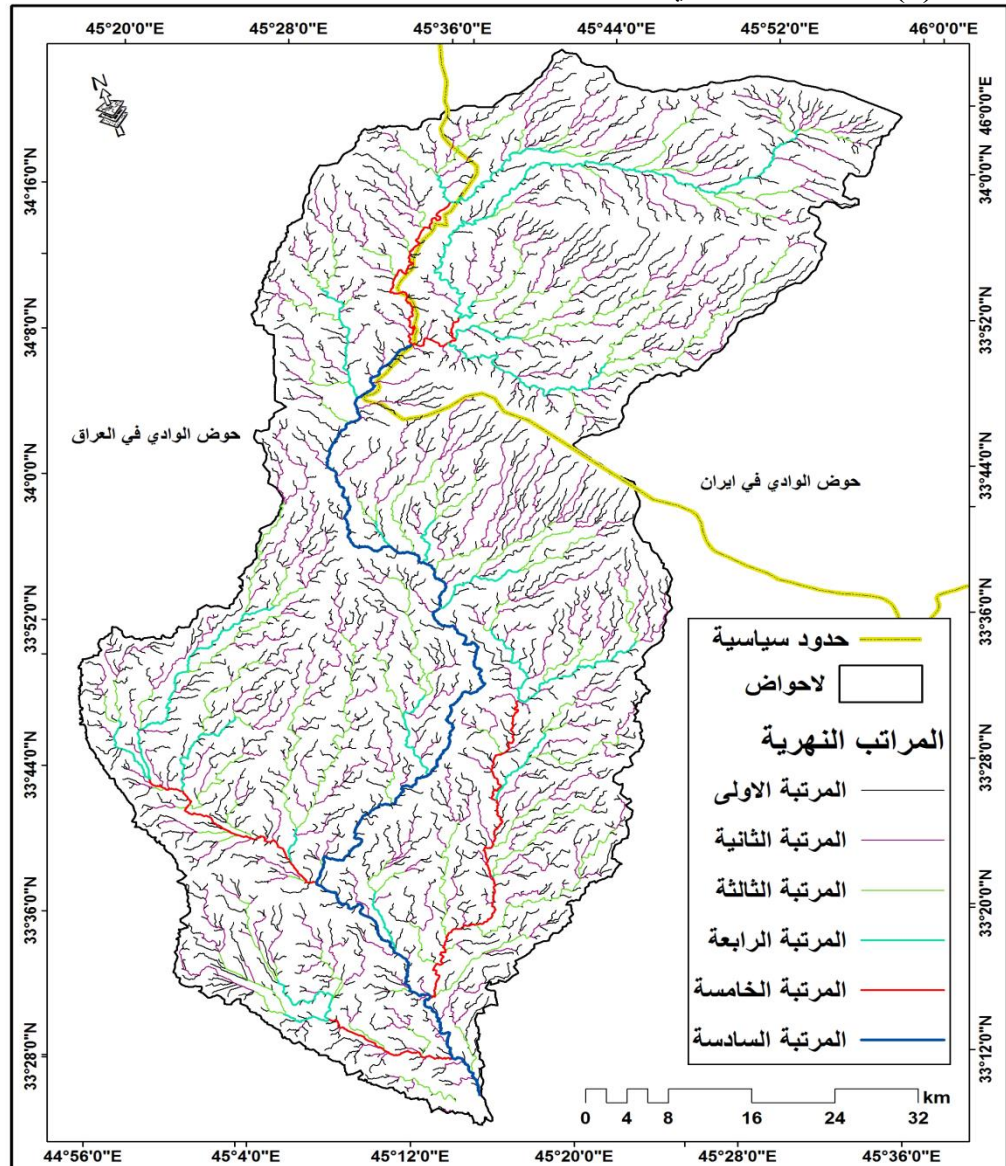 45°20'0"E 45°28'0"E 45°36'0"E 45°44'0"E 45°52'0"E 46°0'0"E
N
46°0'0"E
34°16'0"N
34°0'0"N
34°8'0"N
33°52'0"N
حوض الوادي في العراق
34°0'0"N
33°44'0"N
حوض الوادي في ايران
33°52'0"N
33°36'0"N
حدود سياسية
لاحواض
المراتب النهرية
33°44'0"N
33°28'0"N
المرتبة الاولى
المرتبة الثانية
المرتبة الثالثة
33°36'0"N
33°20'0"N
المرتبة الرابعة
المرتبة الخامسة
المرتبة السادسة
33°28'0"N
33°12'0"N
km
0 2 4 8 16 24 32
44°56'0"E 45°4'0"E 45°12'0"E 45°20'0"E 45°28'0"E 45°36'0"E